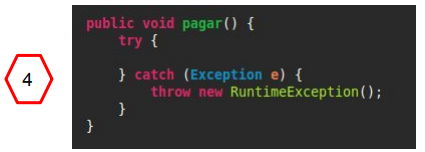 4
public void pagar() {
    try {

    } catch (Exception e) {
        throw new RuntimeException();
    }
}